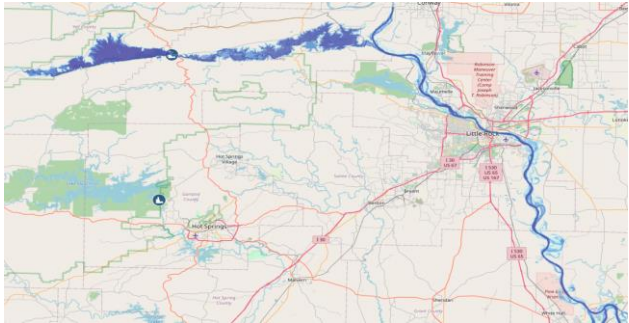 Conway
Cabot
Robinson
Maneuver
Training
Center
(Camp
Joseph
T. Robinson)
Jacksonville
Maumelle
Sherwood
Little Rock
I 30
US 67
I 530
US 65
US 167
Hot Springs
Village
Saline County
Bryant
Benton
Garland
County
Hot Springs
I 30
I 530
US 65
Malvern
Hot Spring
County
Sheridan
Grant County
Pine Bluff
White Hall